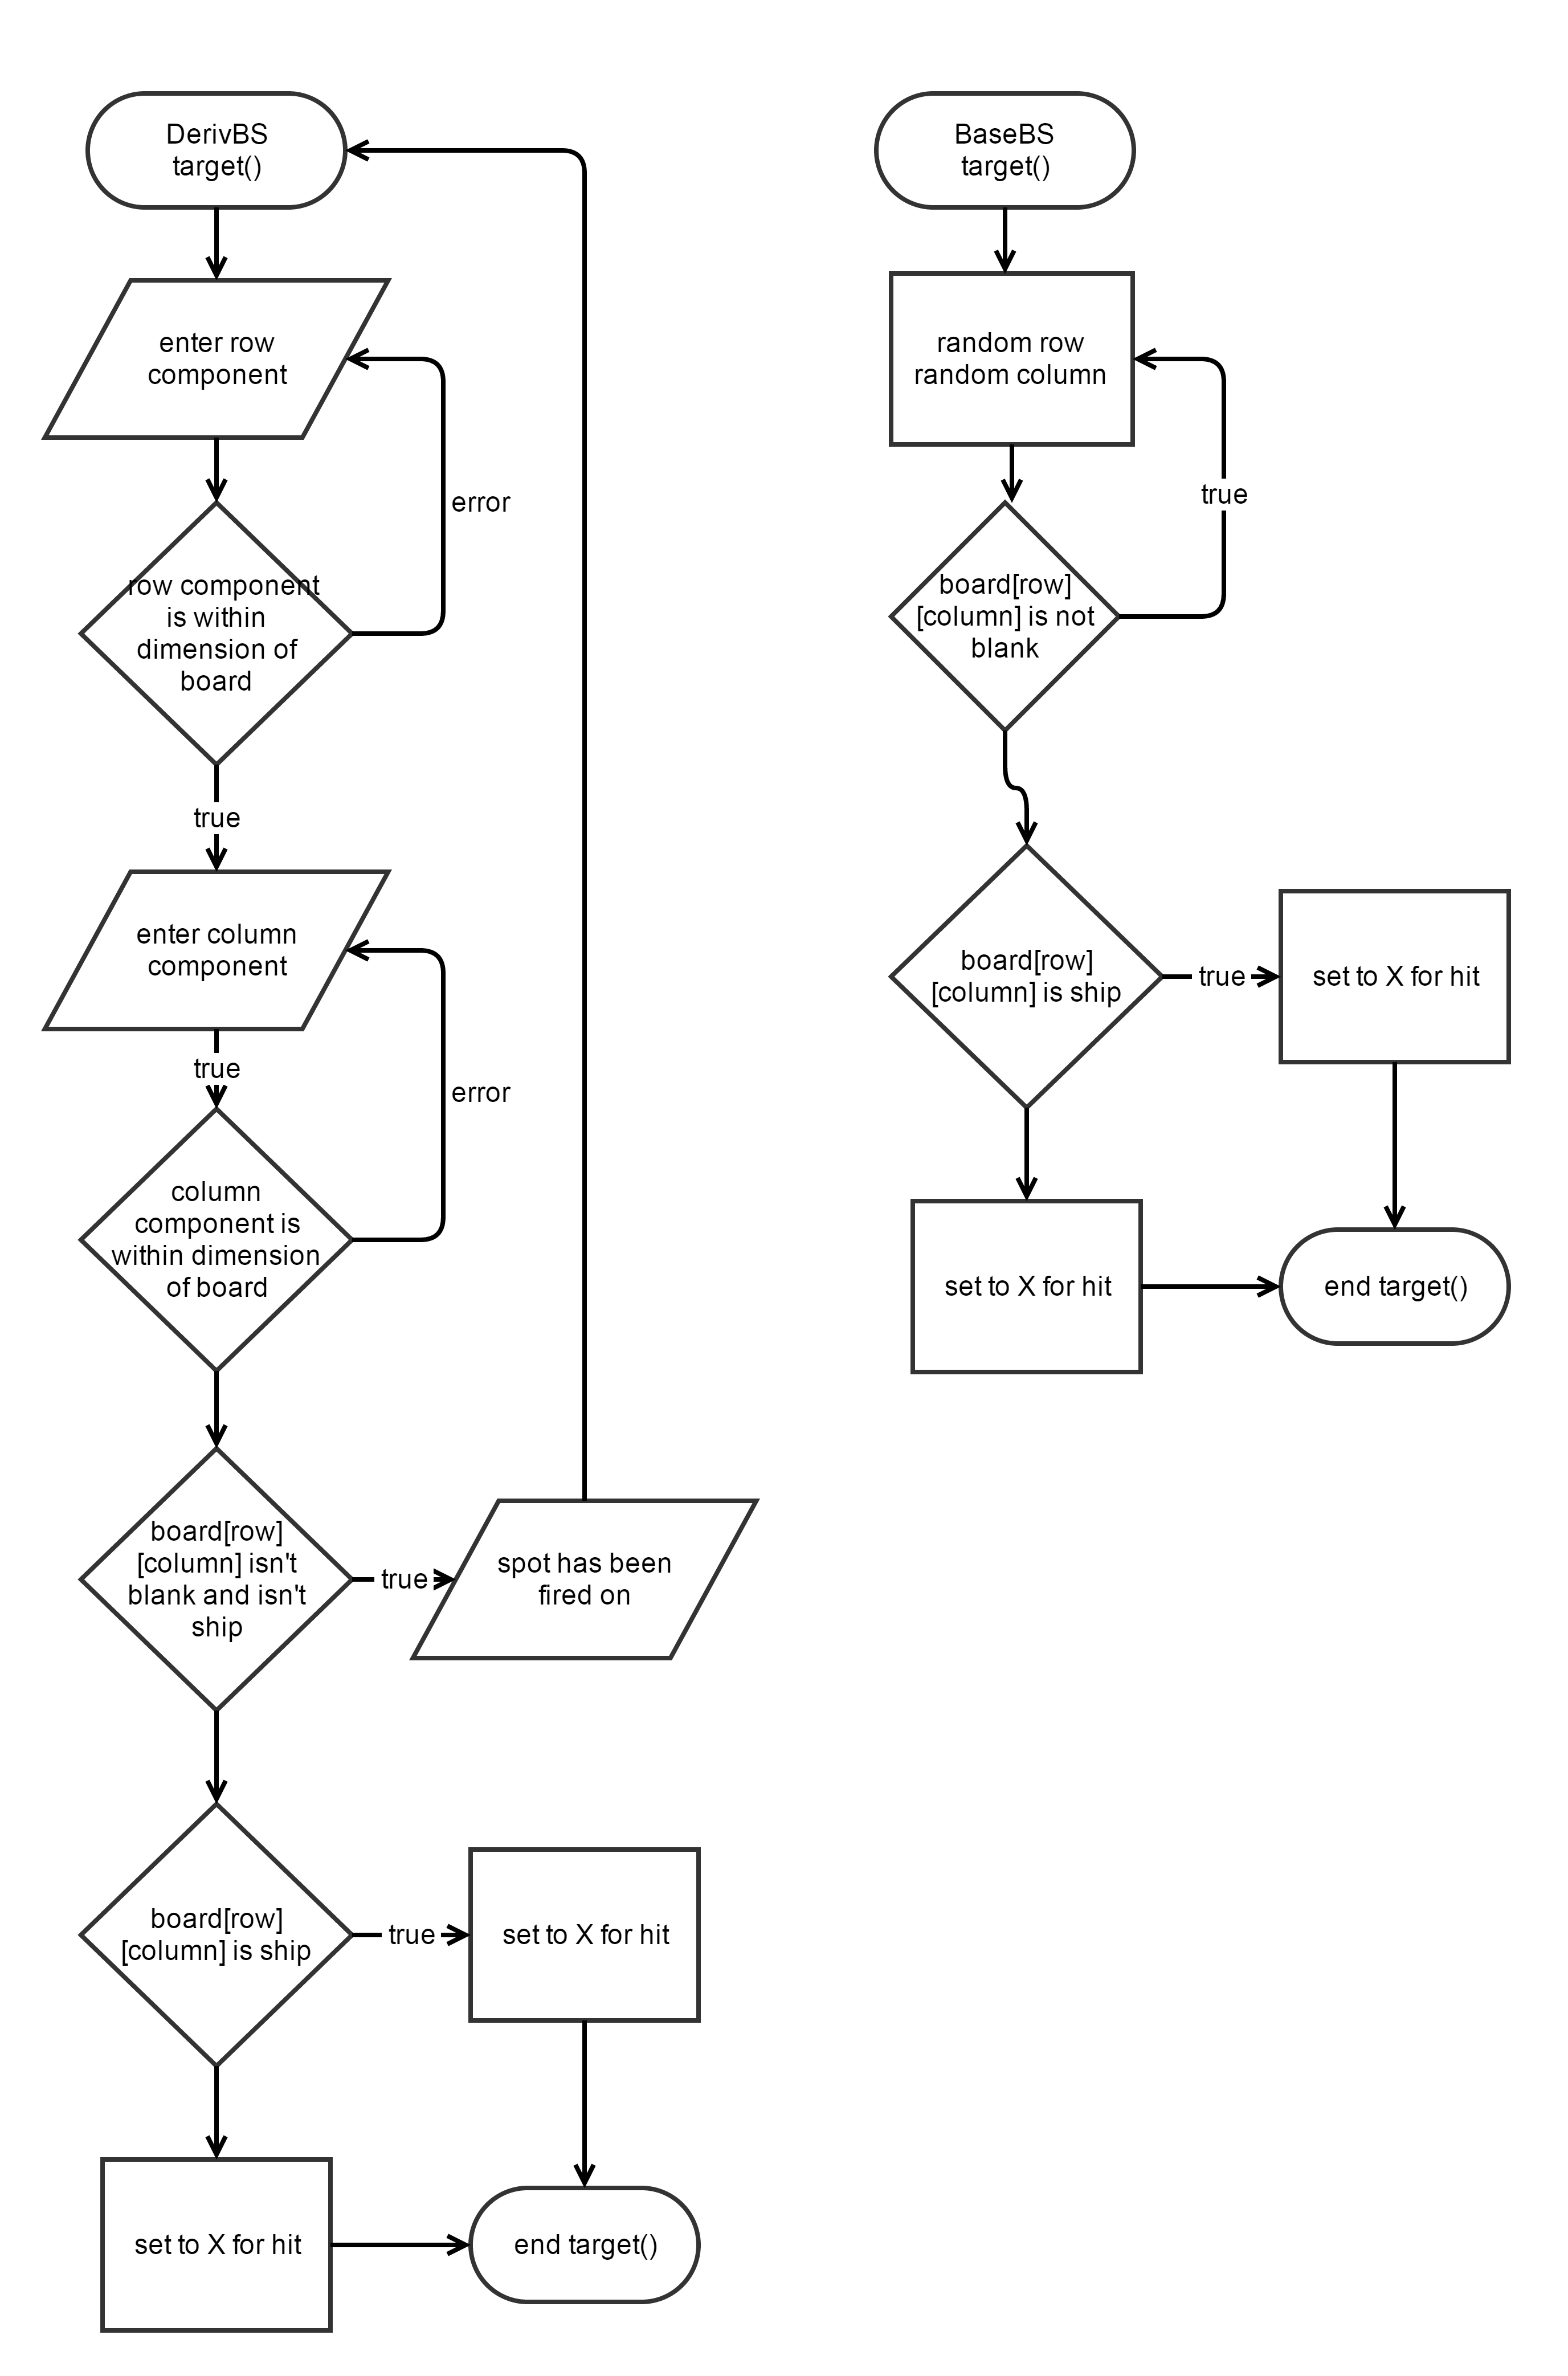 DerivBS
target()
enter row
component
error
row component
is within
dimension of
board
true
enter column
component
true
error
column
component is
within dimension
of board
board[row]
[column] isn't
blank and isn't
ship
true
spot has been
fired on
board[row]
[column] is ship
true
set to X for hit
set to X for hit
end target()
BaseBS
target()
random row
random column
true
board[row]
[column] is not
blank
board[row]
[column] is ship
true
set to X for hit
set to X for hit
end target()